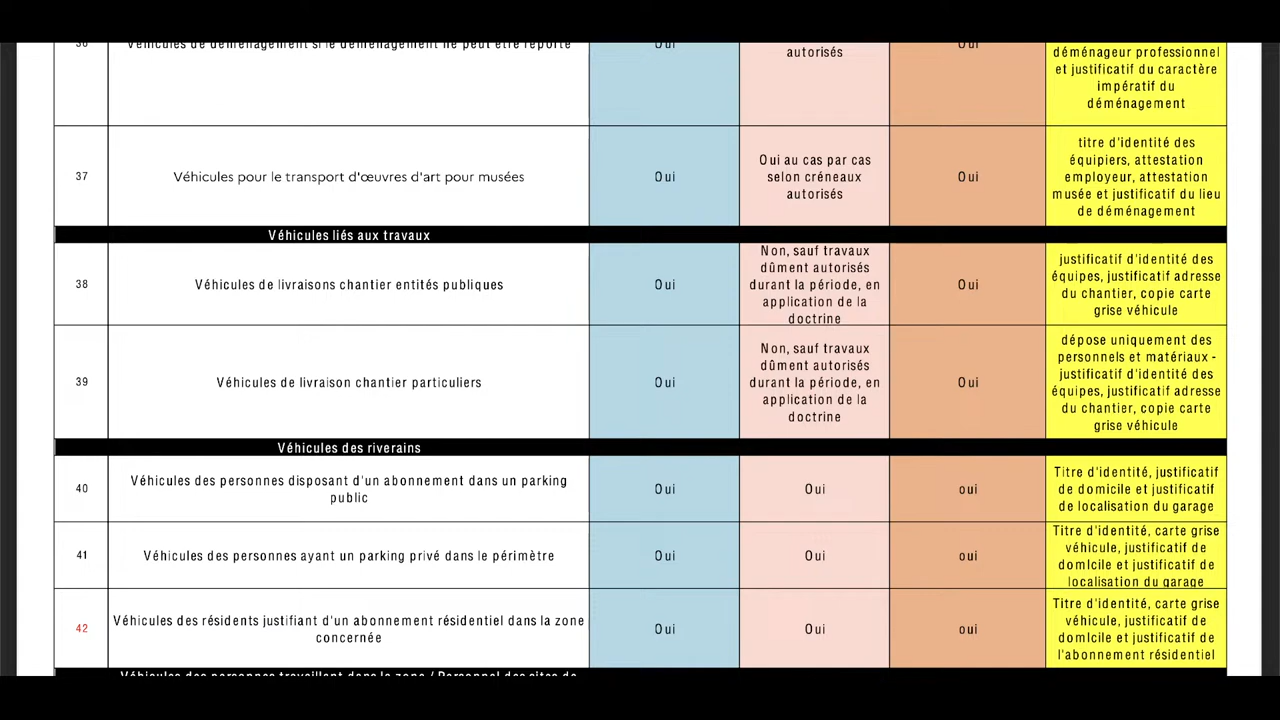 36
Véhicules de déménagement si le déménagement ne peut être reporté
Oui
autorisés
Oui
déménageur professionnel
et justificatif du caractère
impératif du
déménagement
37
Véhicules pour le transport d'œuvres d'art pour musées
Oui
Oui au cas par cas
selon créneaux
autorisés
Oui
titre d'identité des
équipiers, attestation
employeur, attestation
musée et justificatif du lieu
de déménagement
Véhicules liés aux travaux
38
Véhicules de livraisons chantier entités publiques
Oui
Non, sauf travaux
dûment autorisés
durant la période, en
application de la
doctrine
Oui
justificatif d'identité des
équipes, justificatif adresse
du chantier, copie carte
grise véhicule
39
Véhicules de livraison chantier particuliers
Oui
Non, sauf travaux
dûment autorisés
durant la période, en
application de la
doctrine
Oui
dépose uniquement des
personnels et matériaux -
justificatif d'identité des
équipes, justificatif adresse
du chantier, copie carte
grise véhicule
Véhicules des riverains
40
Véhicules des personnes disposant d'un abonnement dans un parking
public
Oui
Oui
oui
Titre d'identité, justificatif
de domicile et justificatif
de localisation du garage
41
Véhicules des personnes ayant un parking privé dans le périmètre
Oui
Oui
oui
Titre d'identité, carte grise
véhicule, justificatif de
domIcile et justificatif de
localisation du garage
42
Véhicules des résidents justifiant d'un abonnement résidentiel dans la zone
concernée
Oui
Oui
oui
Titre d'identité, carte grise
véhicule, justificatif de
domIcile et justificatif de
l'abonnement résidentiel
Véhicules des personnes travaillant dans la zone / Personnel des sites de